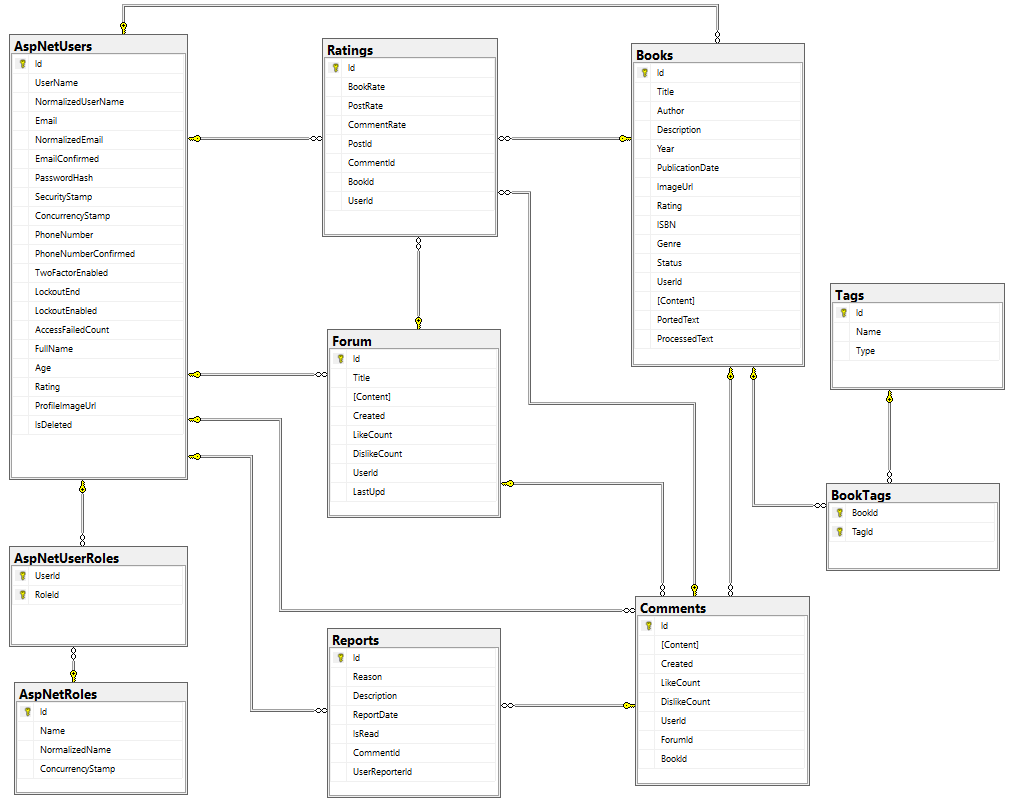 AspNetUsers
Id
UserName
NormalizedUserName
Email
NormalizedEmail
EmailConfirmed
PasswordHash
SecurityStamp
ConcurrencyStamp
PhoneNumber
PhoneNumberConfirmed
TwoFactorEnabled
LockoutEnd
LockoutEnabled
AccessFailedCount
FullName
Age
Rating
ProfileImageUrl
IsDeleted
Ratings
Id
BookRate
PostRate
CommentRate
PostId
CommentId
BookId
UserId
Books
Id
Title
Author
Description
Year
PublicationDate
ImageUrl
Rating
ISBN
Genre
Status
UserId
[Content]
PortedText
ProcessedText
Tags
Id
Name
Type
Forum
Id
Title
[Content]
Created
LikeCount
DislikeCount
UserId
LastUpd
BookTags
BookId
TagId
AspNetUserRoles
UserId
RoleId
AspNetRoles
Id
Name
NormalizedName
ConcurrencyStamp
Reports
Id
Reason
Description
ReportDate
IsRead
CommentId
UserReporterId
Comments
Id
[Content]
Created
LikeCount
DislikeCount
UserId
ForumId
BookId